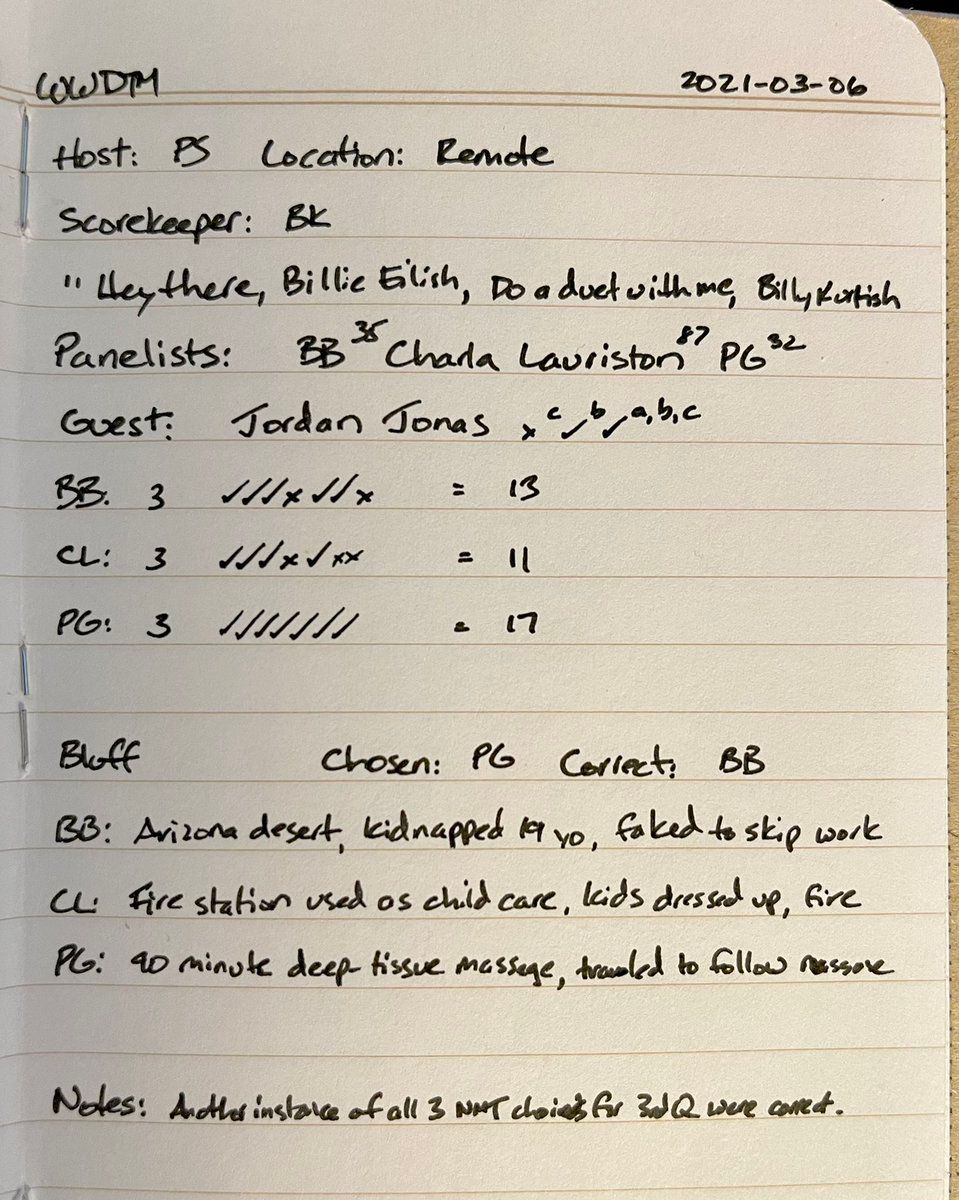 WWDTM 2021-03-06
Host: PS Location: Remote
Scorekeeper: BK
"Hey there, Billie Eilish, Do a duet with me, Billy Kurtish
Panelists: BB 35 Charla Lauriston 87 PG 32
Guest: Jordan Jonas x c ✓ b ✓ a,b,c
BB: 3 ✓✓✓x✓✓x = 13
CL: 3 ✓✓✓x✓xx = 11
PG: 3 ✓✓✓✓✓✓✓ = 17
Bluff Chosen: PG Correct: BB
BB: Arizona desert, kidnapped 19 yo, faked to skip work
CL: Fire station used as child care, kids dressed up, fire
PG: 90 minute deep-tissue massage, traveled to follow
Notes: Another instance of all 3 NMT choices for 3rd Q were correct.